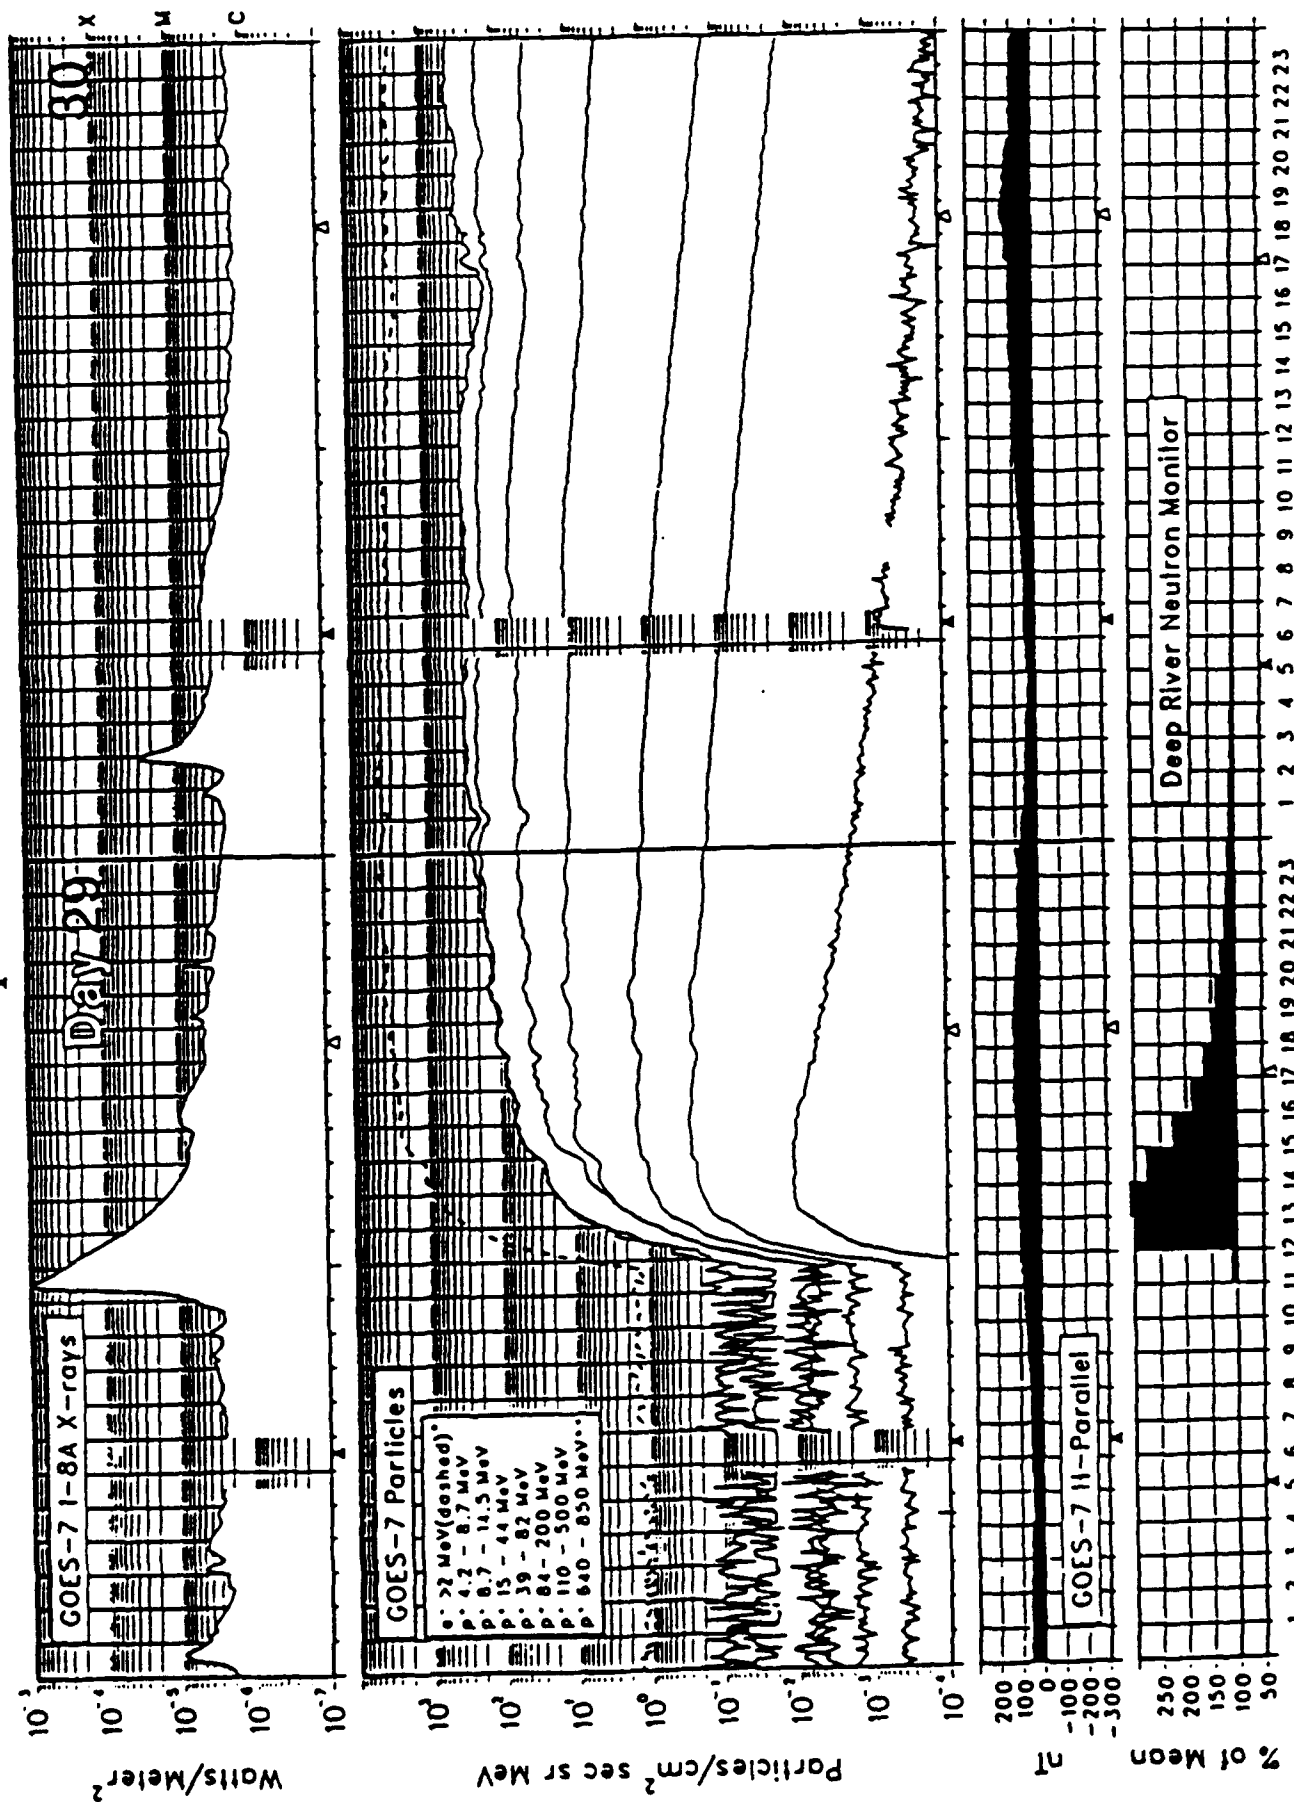 GOES-7 1-8A X-rays
Day 29
30
X
M
C
10⁻³
10⁻⁴
10⁻⁵
10⁻⁶
10⁻⁷
Watts/Meter²
GOES-7 Particles
e⁻ >2 MeV(dashed)*
P⁺ 4.2 - 8.7 MeV
P⁺ 8.7 - 14.5 MeV
P⁺ 15 - 44 MeV
P⁺ 39 - 82 MeV
P⁺ 84 - 200 MeV
P⁺ 110 - 500 MeV
P⁺ 640 - 850 MeV**
10³
10²
10¹
10⁰
10⁻¹
10⁻²
10⁻³
10⁻⁴
Particles/cm² sec sr MeV
GOES-7 H-Parallel
200
100
0
-100
-200
-300
nT
Deep River Neutron Monitor
250
200
150
100
50
% of Mean
1 2 3 4 5 6 7 8 9 10 11 12 13 14 15 16 17 18 19 20 21 22 23 1 2 3 4 5 6 7 8 9 10 11 12 13 14 15 16 17 18 19 20 21 22 23